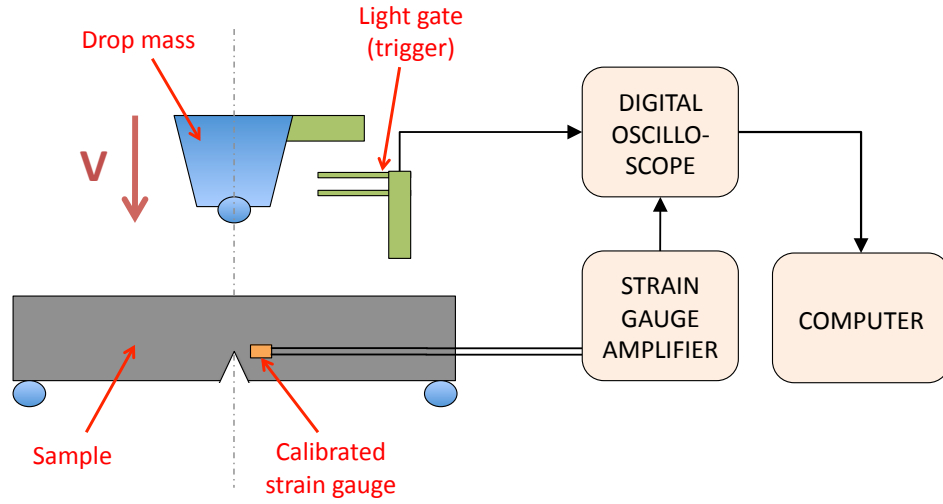 Drop mass
Light gate
(trigger)
V
DIGITAL
OSCILLO-
SCOPE
STRAIN
GAUGE
AMPLIFIER
COMPUTER
Sample
Calibrated
strain gauge